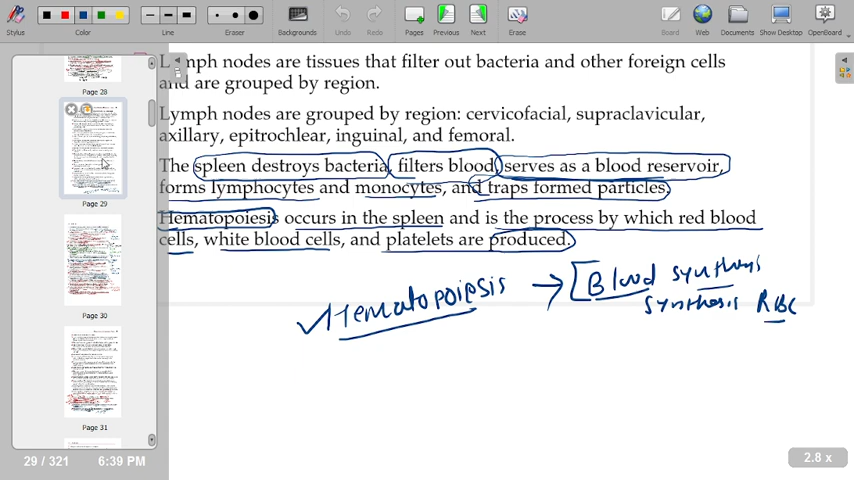 Stylus
Color
Line
Eraser
Backgrounds
Undo
Redo
Pages
Previous
Next
Erase
Board
Web
Documents
Show Desktop
OpenBoard
Page 28
Page 29
Page 30
Page 31
29 / 321
6:39 PM
Lymph nodes are tissues that filter out bacteria and other foreign cells
and are grouped by region.
Lymph nodes are grouped by region: cervicofacial, supraclavicular,
axillary, epitrochlear, inguinal, and femoral.
The spleen destroys bacteria, filters blood, serves as a blood reservoir,
forms lymphocytes and monocytes, and traps formed particles.
Hematopoiesis occurs in the spleen and is the process by which red blood
cells, white blood cells, and platelets are produced.
Hematopoiesis → Blood synthesis
synthesis RBC
2.8 x